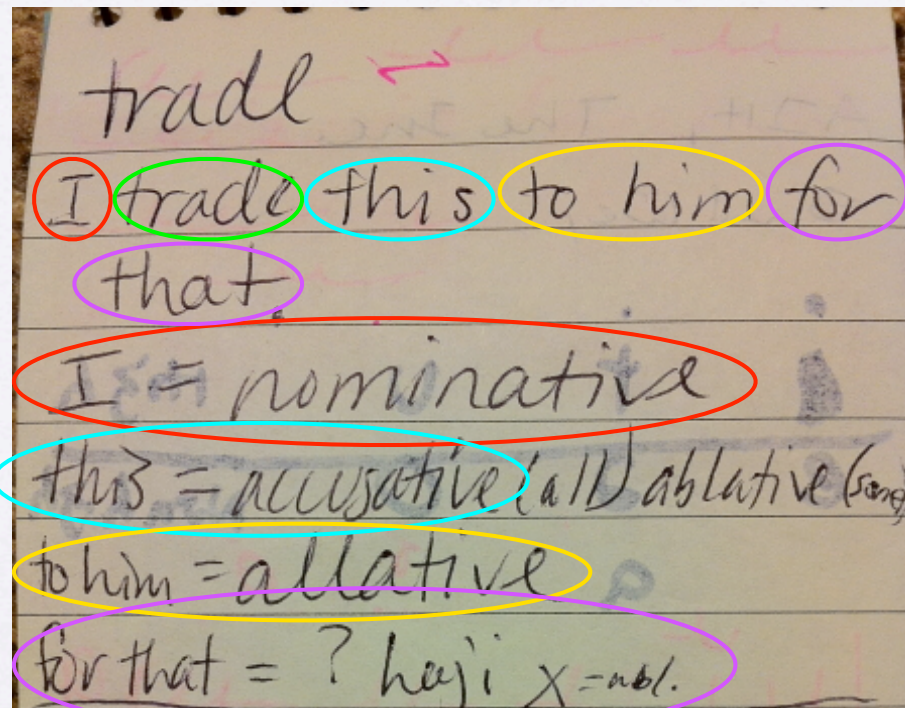 trade ⇌
I trade this to him for
that.
I = nominative
this = accusative (all) ablative (some)
to him = allative
for that = ? haji x = abl.